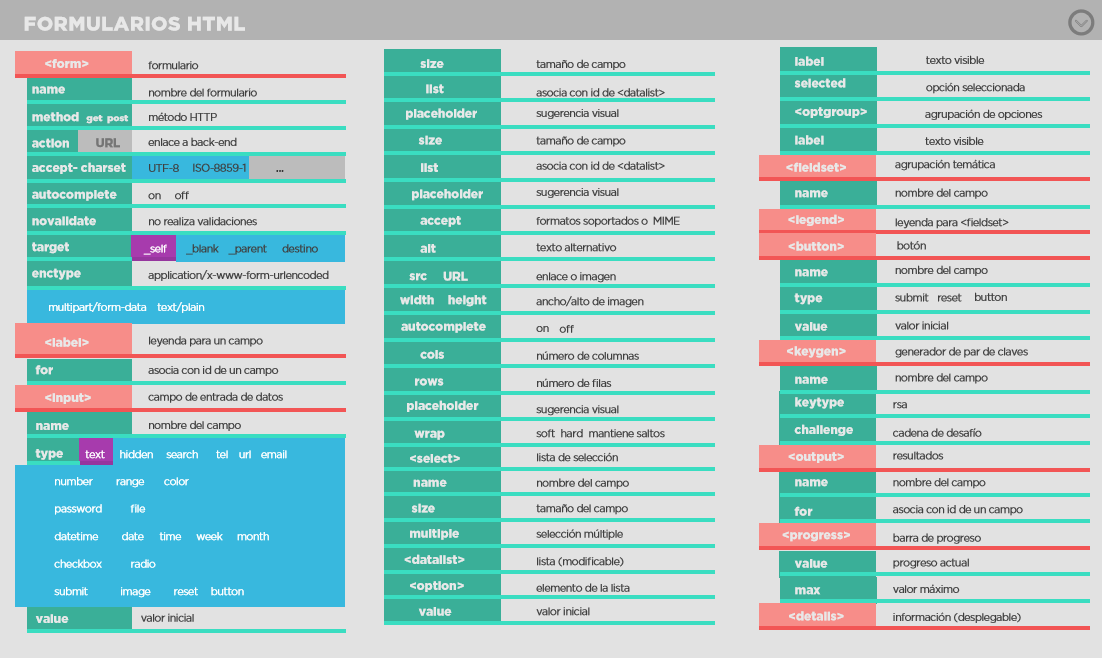 FORMULARIOS HTML
<form> formulario
name nombre del formulario
method get post método HTTP
action URL enlace a back-end
accept- charset UTF-8 ISO-8859-1 ...
autocomplete on off
novalidate no realiza validaciones
target _self _blank _parent destino
enctype application/x-www-form-urlencoded
multipart/form-data text/plain
<label> leyenda para un campo
for asocia con id de un campo
<input> campo de entrada de datos
name nombre del campo
type text hidden search tel url email
number range color
password file
datetime date time week month
checkbox radio
submit image reset button
value valor inicial
size tamaño de campo
list asocia con id de <datalist>
placeholder sugerencia visual
size tamaño de campo
list asocia con id de <datalist>
placeholder sugerencia visual
accept formatos soportados o MIME
alt texto alternativo
src URL enlace o imagen
width height ancho/alto de imagen
autocomplete on off
cols número de columnas
rows número de filas
placeholder sugerencia visual
wrap soft hard mantiene saltos
<select> lista de selección
name nombre del campo
size tamaño del campo
multiple selección múltiple
<datalist> lista (modificable)
<option> elemento de la lista
value valor inicial
label texto visible
selected opción seleccionada
<optgroup> agrupación de opciones
label texto visible
<fieldset> agrupación temática
name nombre del campo
<legend> leyenda para <fieldset>
<button> botón
name nombre del campo
type submit reset button
value valor inicial
<keygen> generador de par de claves
name nombre del campo
keytype rsa
challenge cadena de desafío
<output> resultados
name nombre del campo
for asocia con id de un campo
<progress> barra de progreso
value progreso actual
max valor máximo
<details> información (desplegable)